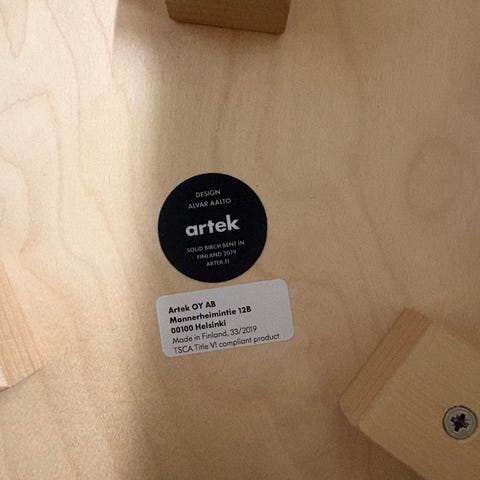 DESIGN
ALVAR AALTO
artek
SOLID BIRCH BENT IN
FINLAND 2019
ARTEK.FI
Artek OY AB
Mannerheimintie 12B
00100 Helsinki
Made in Finland, 33/2019
TSCA Title VI compliant product